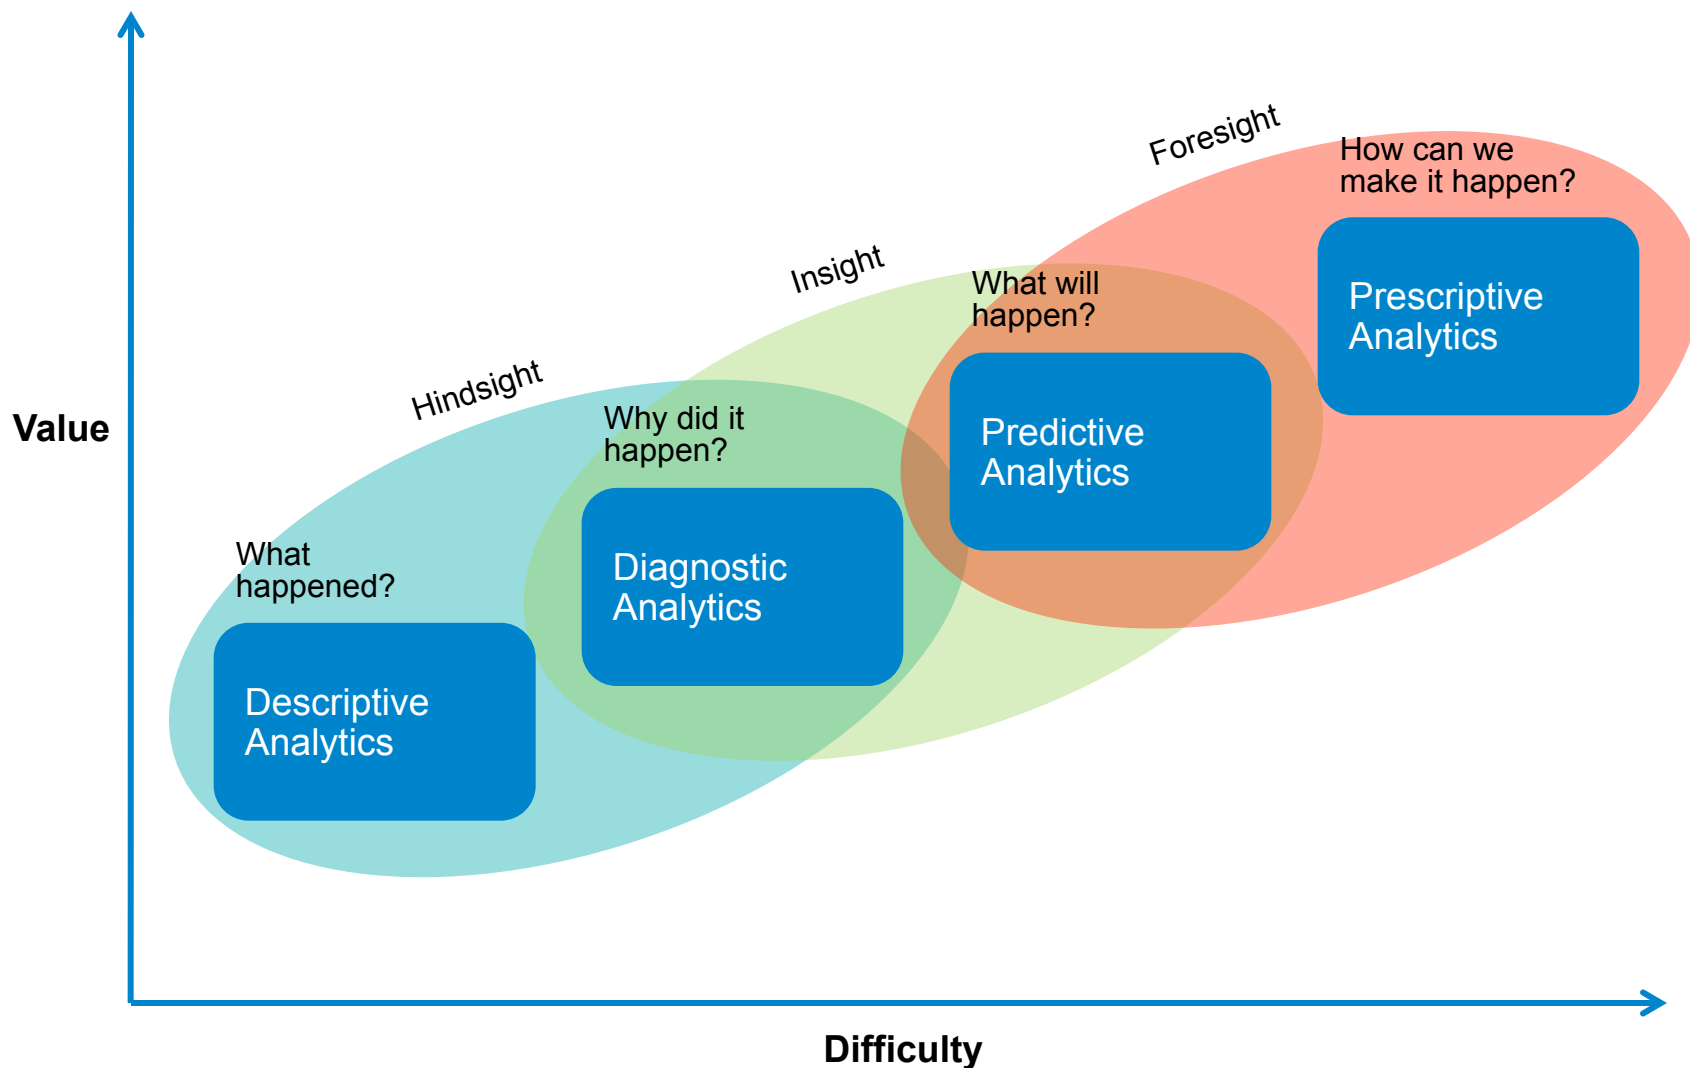 Foresight
How can we
make it happen?
Prescriptive
Analytics
Insight
What will
happen?
Predictive
Analytics
Hindsight
Why did it
happen?
Diagnostic
Analytics
What
happened?
Descriptive
Analytics
Value
Difficulty